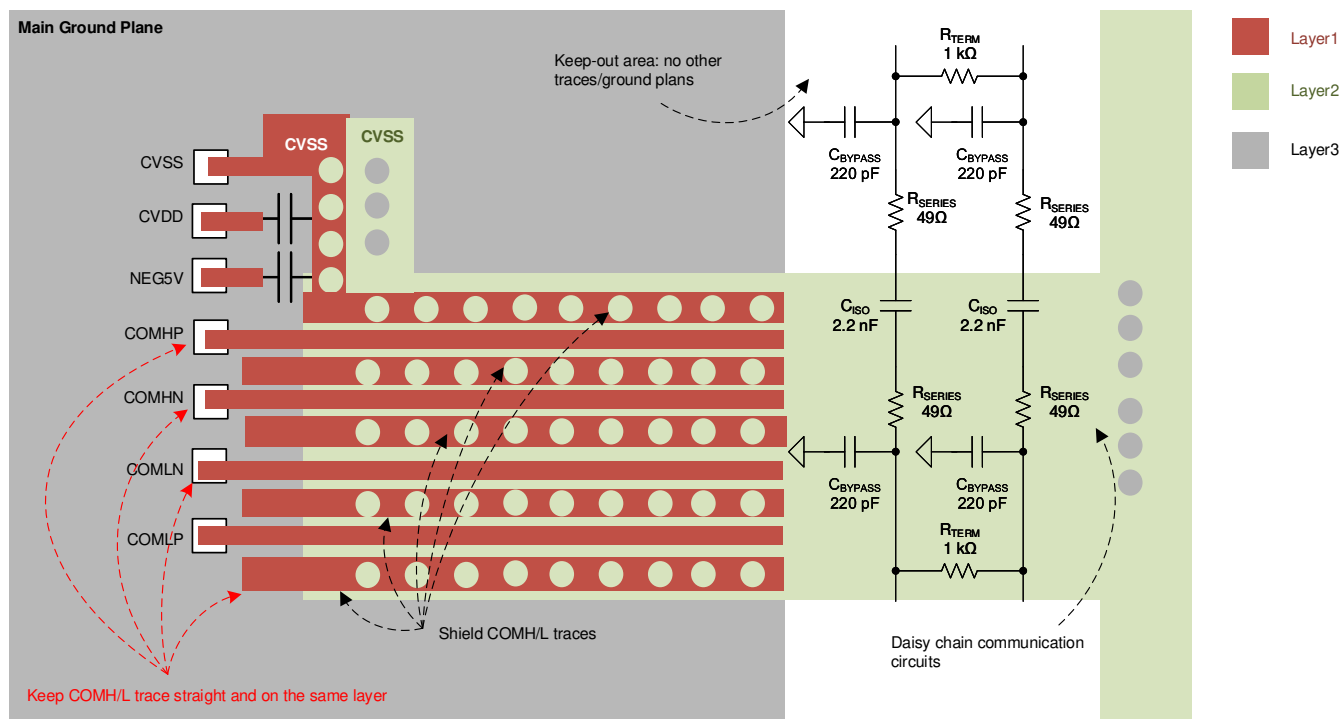 Main Ground Plane
Keep-out area: no other
traces/ground plans
RTERM
1 kΩ
Layer1
Layer2
Layer3
CVSS
CVSS
CVSS
CVDD
NEG5V
COMHP
COMHN
COMLN
COMLP
CBYPASS
220 pF
CBYPASS
220 pF
RSERIES
49Ω
RSERIES
49Ω
CISO
2.2 nF
CISO
2.2 nF
RSERIES
49Ω
RSERIES
49Ω
CBYPASS
220 pF
CBYPASS
220 pF
RTERM
1 kΩ
Shield COMH/L traces
Daisy chain communication
circuits
Keep COMH/L trace straight and on the same layer